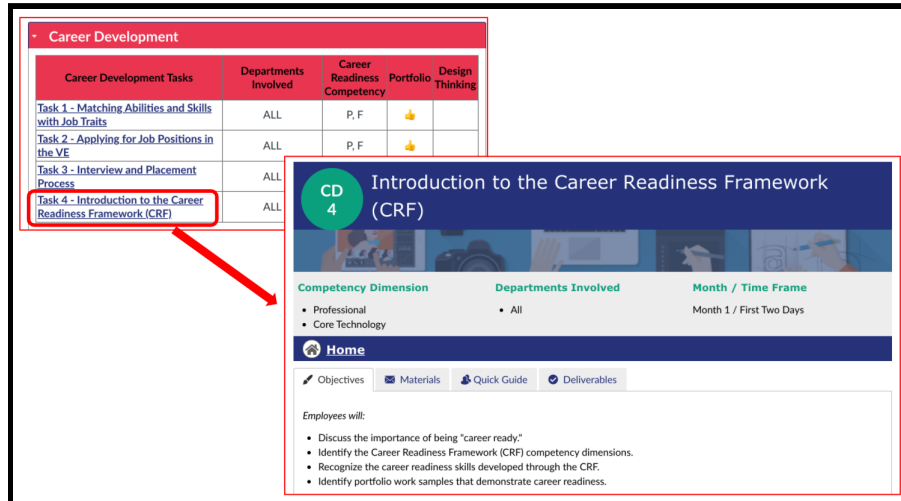 Career Development
Career Development Tasks
Departments
Involved
Career
Readiness
Competency
Portfolio
Design
Thinking
Task 1 - Matching Abilities and Skills
with Job Traits
ALL
P, F
Task 2 - Applying for Job Positions in
the VE
ALL
P, F
Task 3 - Interview and Placement
Process
ALL
Task 4 - Introduction to the Career
Readiness Framework (CRF)
ALL
CD
4
Introduction to the Career Readiness Framework
(CRF)
Competency Dimension
• Professional
• Core Technology
Departments Involved
• All
Month / Time Frame
Month 1 / First Two Days
Home
Objectives
Materials
Quick Guide
Deliverables
Employees will:
• Discuss the importance of being "career ready."
• Identify the Career Readiness Framework (CRF) competency dimensions.
• Recognize the career readiness skills developed through the CRF.
• Identify portfolio work samples that demonstrate career readiness.